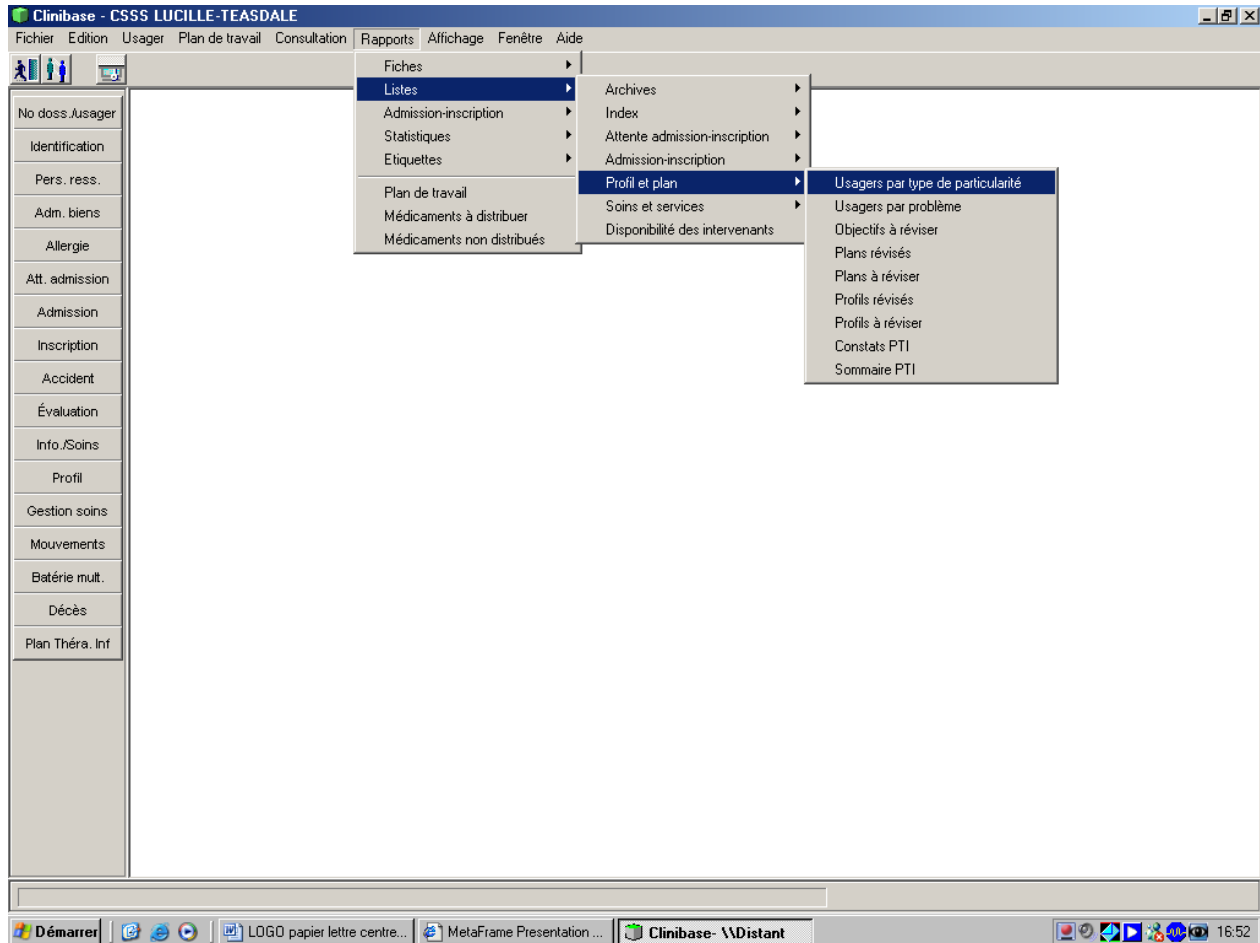 Clinibase - CSSS LUCILLE-TEASDALE
Fichier Edition Usager Plan de travail Consultation Rapports Affichage Fenêtre Aide
Fiches
Listes
Admission-inscription
Statistiques
Etiquettes
Plan de travail
Médicaments à distribuer
Médicaments non distribués
Archives
Index
Attente admission-inscription
Admission-inscription
Profil et plan
Soins et services
Disponibilité des intervenants
Usagers par type de particularité
Usagers par problème
Objectifs à réviser
Plans révisés
Plans à réviser
Profils révisés
Profils à réviser
Constats PTI
Sommaire PTI
No doss./usager
Identification
Pers. ress.
Adm. biens
Allergie
Att. admission
Admission
Inscription
Accident
Évaluation
Info./Soins
Profil
Gestion soins
Mouvements
Batérie mult.
Décès
Plan Théra. Inf
Démarrer LOGO papier lettre centre... MetaFrame Presentation ... Clinibase- \\Distant 16:52